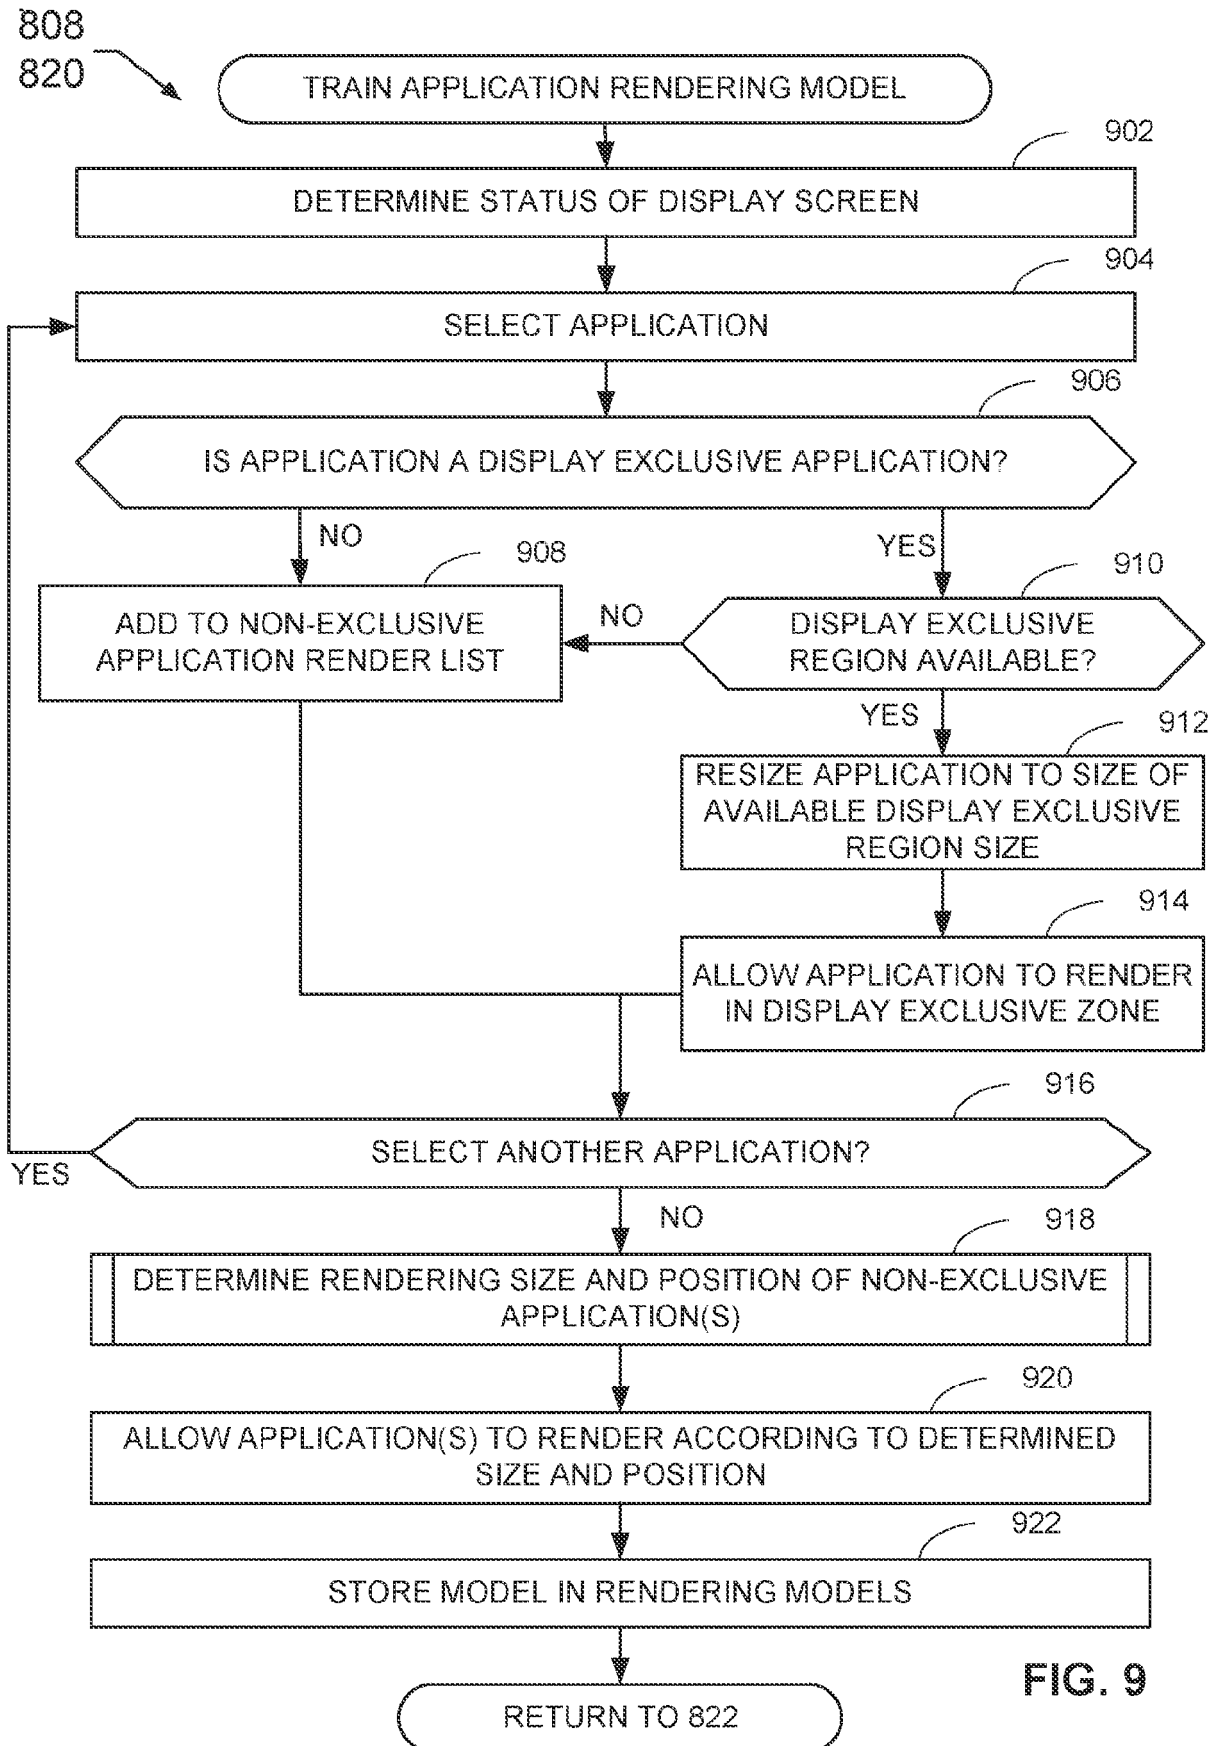 808
820
TRAIN APPLICATION RENDERING MODEL
902
DETERMINE STATUS OF DISPLAY SCREEN
904
SELECT APPLICATION
906
IS APPLICATION A DISPLAY EXCLUSIVE APPLICATION?
NO
YES
908
910
ADD TO NON-EXCLUSIVE
APPLICATION RENDER LIST
NO
DISPLAY EXCLUSIVE
REGION AVAILABLE?
YES
912
RESIZE APPLICATION TO SIZE OF
AVAILABLE DISPLAY EXCLUSIVE
REGION SIZE
914
ALLOW APPLICATION TO RENDER
IN DISPLAY EXCLUSIVE ZONE
916
SELECT ANOTHER APPLICATION?
YES
NO
918
DETERMINE RENDERING SIZE AND POSITION OF NON-EXCLUSIVE
APPLICATION(S)
920
ALLOW APPLICATION(S) TO RENDER ACCORDING TO DETERMINED
SIZE AND POSITION
922
STORE MODEL IN RENDERING MODELS
FIG. 9
RETURN TO 822